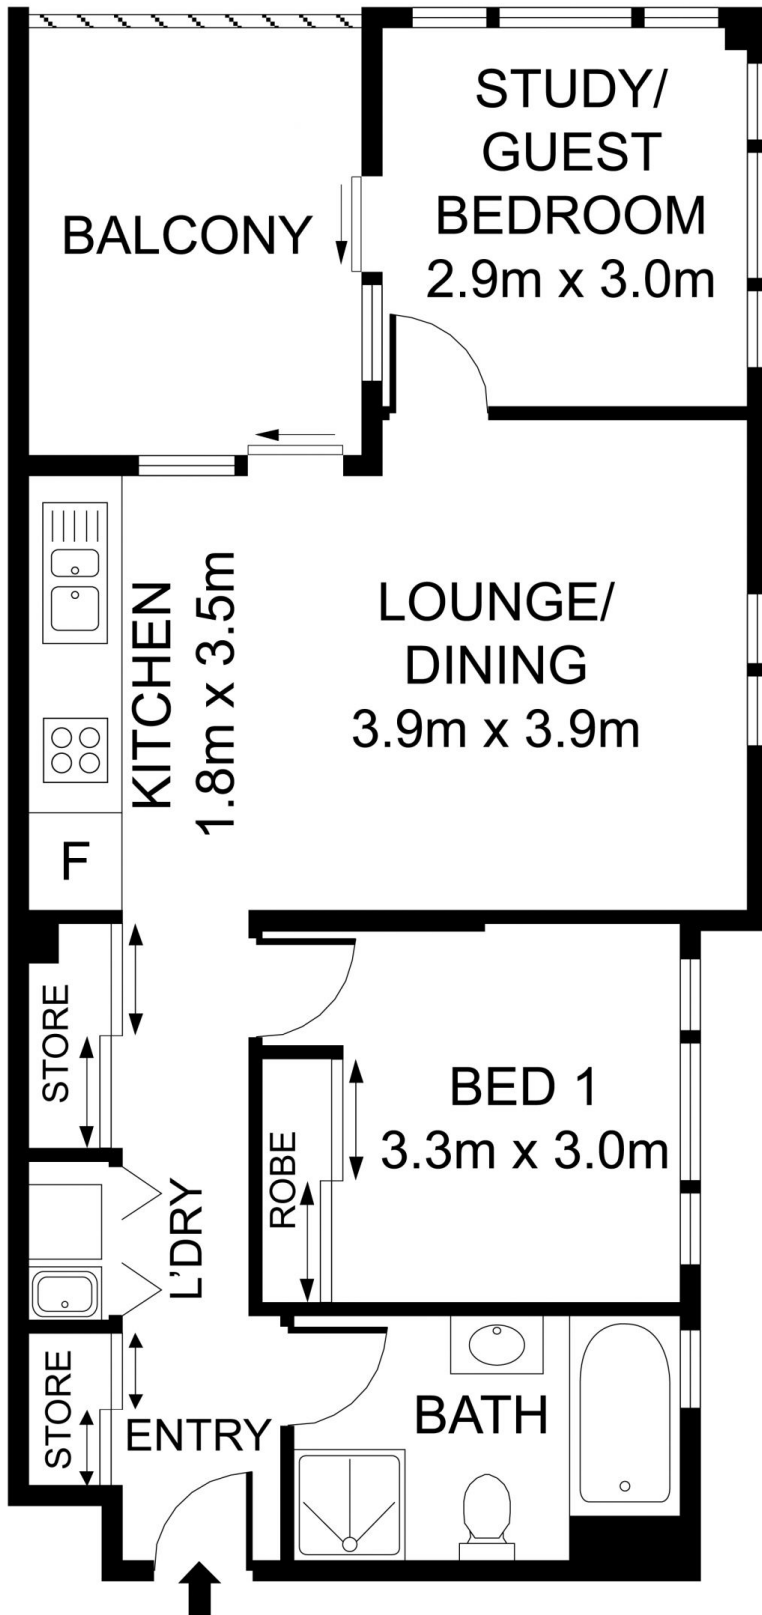 STUDY/
GUEST
BEDROOM
2.9m x 3.0m
BALCONY
KITCHEN
1.8m x 3.5m
LOUNGE/
DINING
3.9m x 3.9m
F
STORE
BED 1
3.3m x 3.0m
ROBE
L'DRY
STORE
ENTRY
BATH